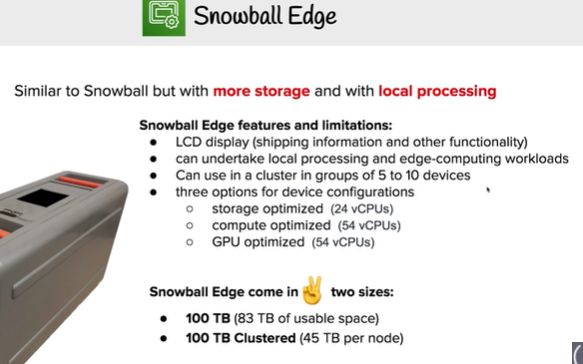 Snowball Edge
Similar to Snowball but with more storage and with local processing
Snowball Edge features and limitations:
● LCD display (shipping information and other functionality)
● can undertake local processing and edge-computing workloads
● Can use in a cluster in groups of 5 to 10 devices
● three options for device configurations
○ storage optimized (24 vCPUs)
○ compute optimized (54 vCPUs)
○ GPU optimized (54 vCPUs)
Snowball Edge come in ✌ two sizes:
● 100 TB (83 TB of usable space)
● 100 TB Clustered (45 TB per node)